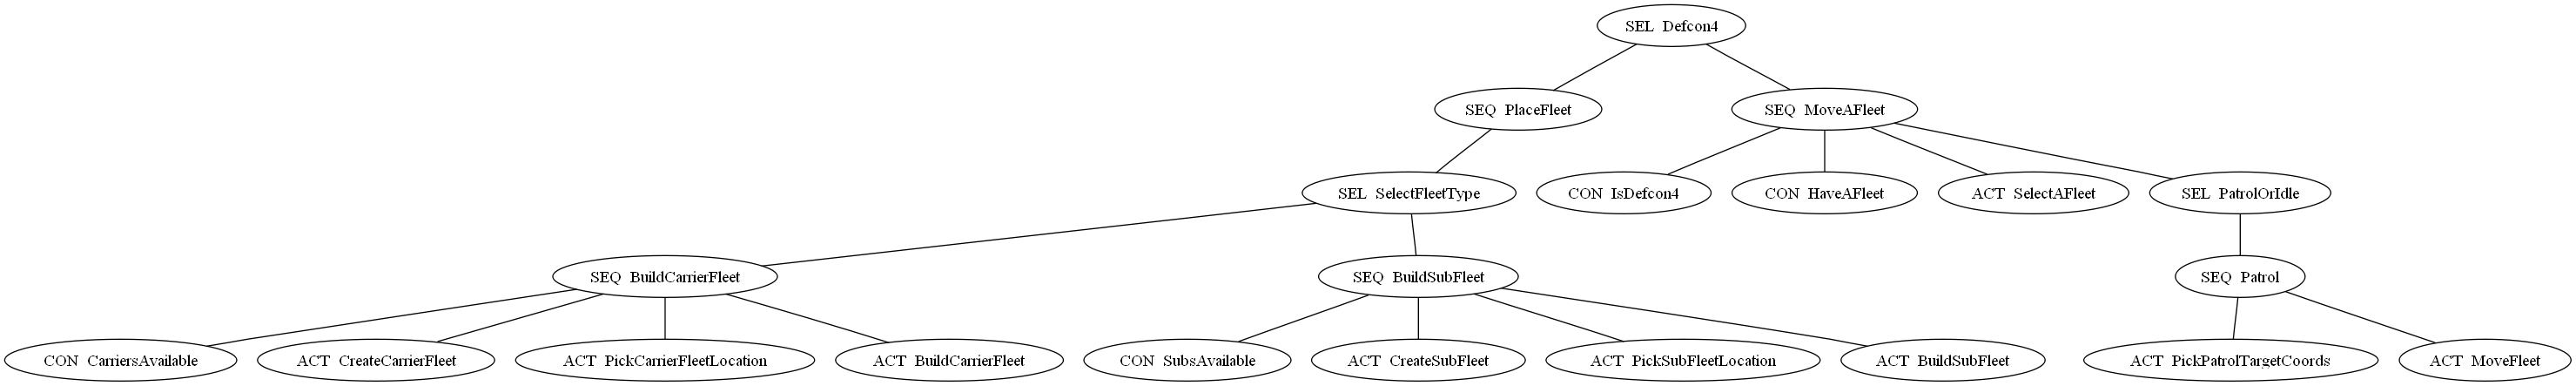 SEL Defcon4
SEQ PlaceFleet
SEQ MoveAFleet
SEL SelectFleetType
CON IsDefcon4
CON HaveAFleet
ACT SelectAFleet
SEL PatrolOrIdle
SEQ BuildCarrierFleet
SEQ BuildSubFleet
SEQ Patrol
CON CarriersAvailable
ACT CreateCarrierFleet
ACT PickCarrierFleetLocation
ACT BuildCarrierFleet
CON SubsAvailable
ACT CreateSubFleet
ACT PickSubFleetLocation
ACT BuildSubFleet
ACT PickPatrolTargetCoords
ACT MoveFleet